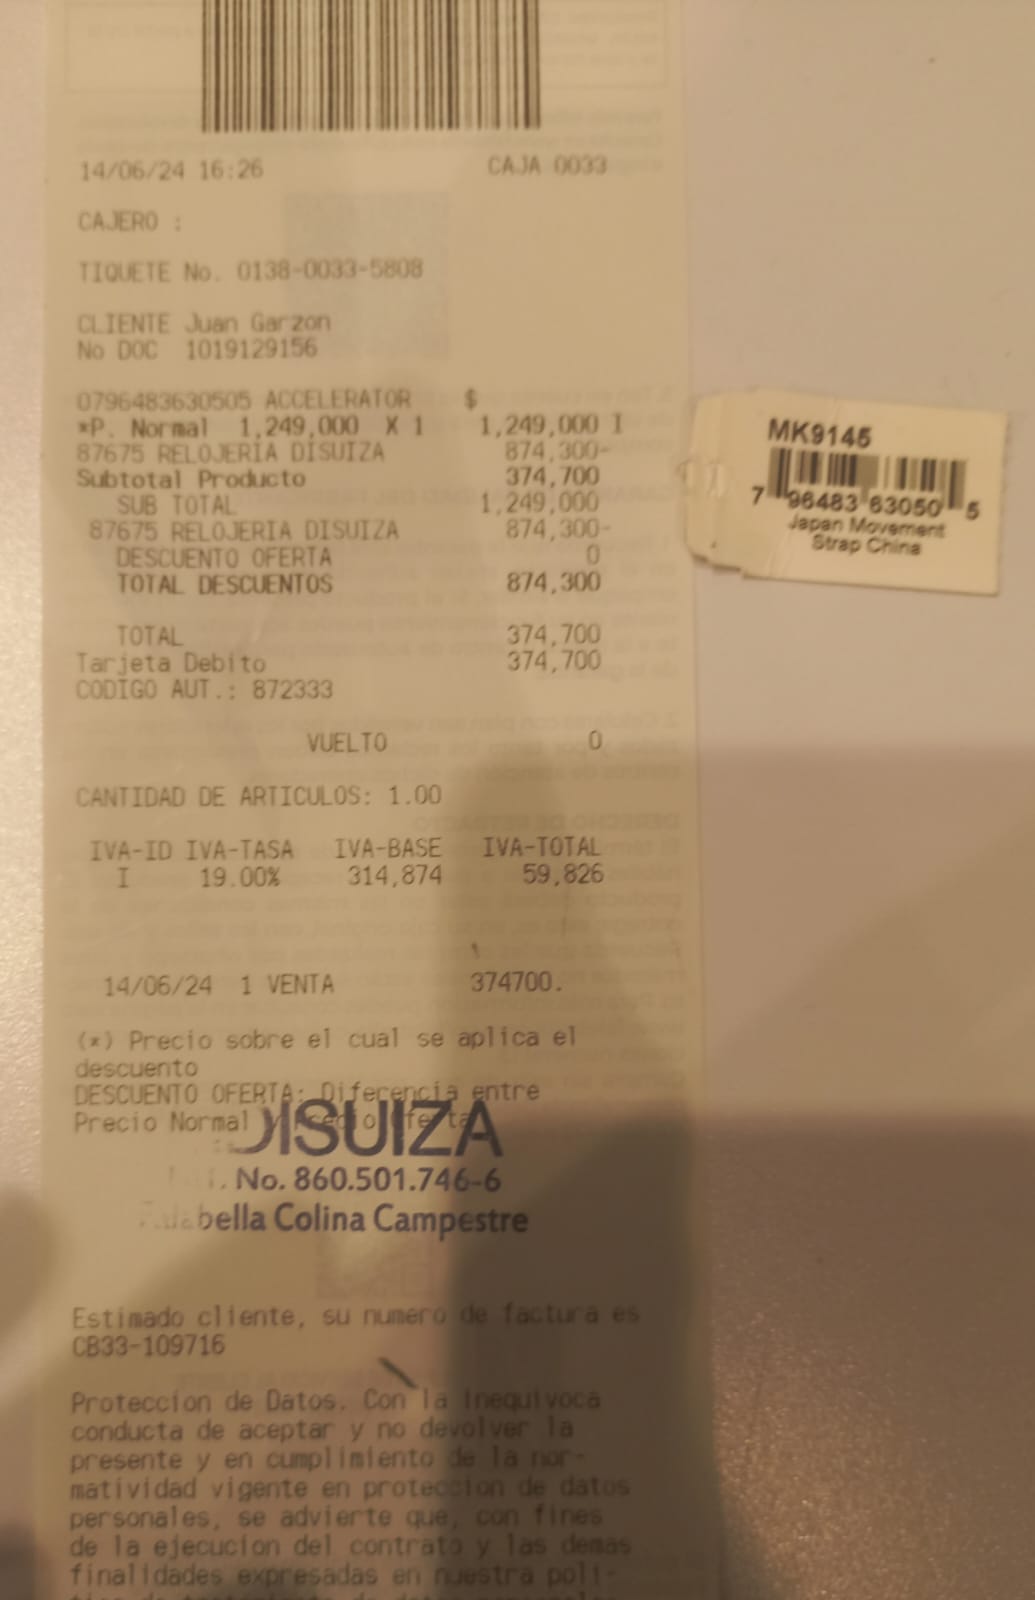 14/06/24 16:26 CAJA 0033
CAJERO :
TIQUETE No. 0138-0033-5808
CLIENTE Juan Garzon
No DOC 1019129156
0796483630505 ACCELERATOR $
*P. Normal 1,249,000 X 1 1,249,000 I
87675 RELOJERIA DISUIZA 874,300-
Subtotal Producto 374,700
SUB TOTAL 1,249,000
87675 RELOJERIA DISUIZA 874,300-
DESCUENTO OFERTA 0
TOTAL DESCUENTOS 874,300
TOTAL 374,700
Tarjeta Debito 374,700
CODIGO AUT.: 872333
VUELTO 0
CANTIDAD DE ARTICULOS: 1.00
IVA-ID IVA-TASA IVA-BASE IVA-TOTAL
I 19.00% 314,874 59,826
14/06/24 1 VENTA 374700.
(*) Precio sobre el cual se aplica el
descuento
DESCUENTO OFERTA: Diferencia entre
Precio Normal y Precio Oferta
DISUIZA
No. 860.501.746-6
Colina Campestre
Estimado cliente, su numero de factura es
CB33-109716
Proteccion de Datos. Con la inequivoca
conducta de aceptar y no devolver la
presente y en cumplimiento de la nor-
matividad vigente en proteccion de datos
personales, se advierte que, con fines
de la ejecucion del contrato y las demas
finalidades expresadas en nuestra poli-
MK9145
7 96483 63050 5
Japan Movement
Strap China